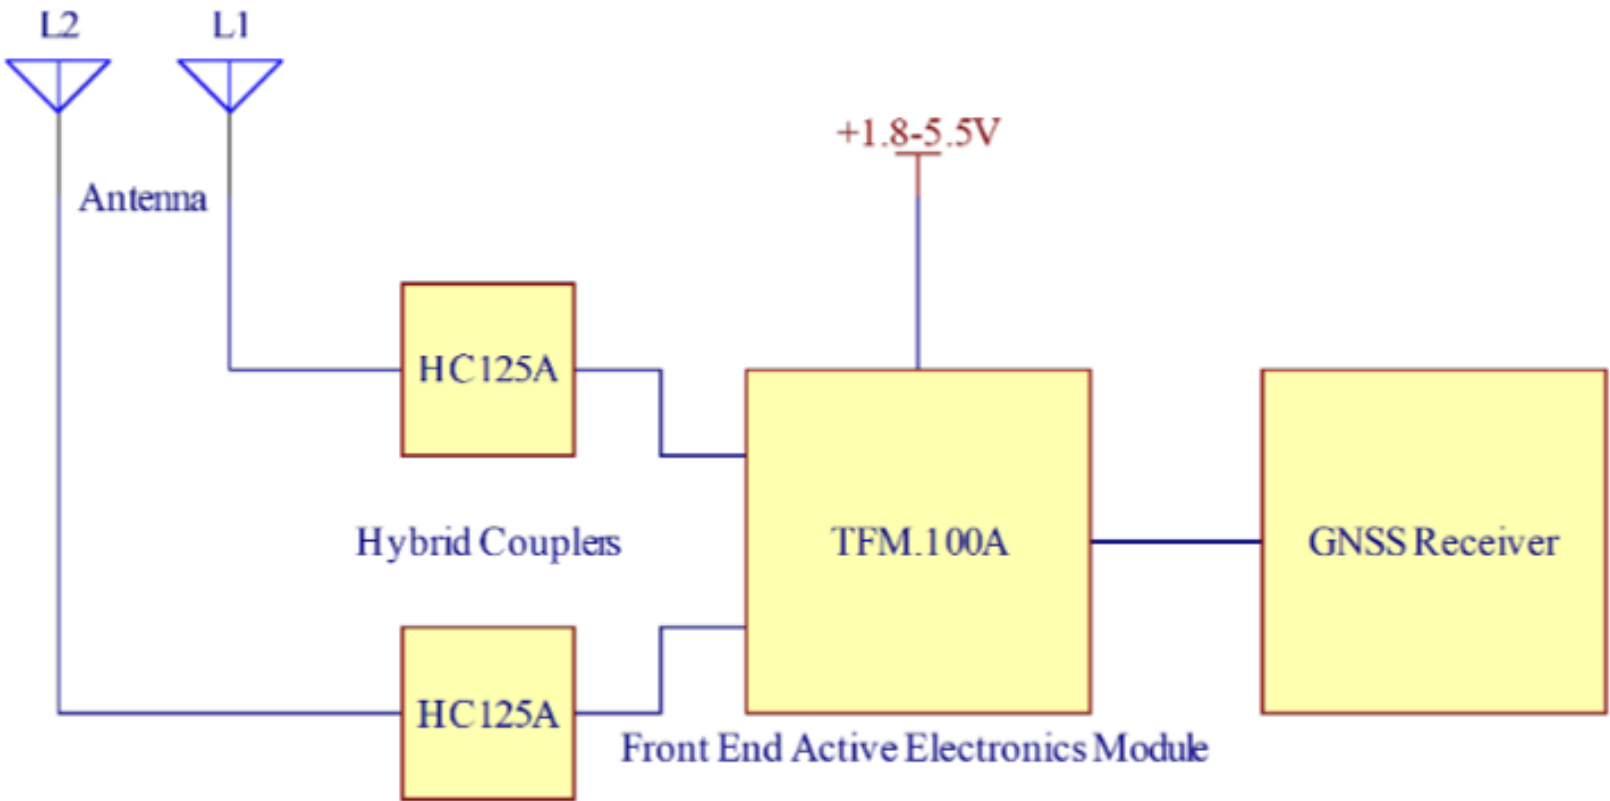 L2
L1
+1.8-5.5V
Antenna
HC125A
Hybrid Couplers
TFM.100A
GNSS Receiver
HC125A
Front End Active Electronics Module